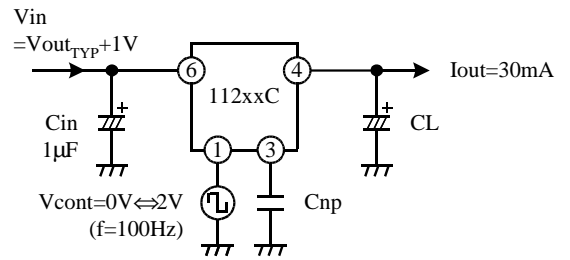 Vin
=Vout_TYP+1V
6
4
Iout=30mA
112xxC
+
Cin
1μF
+
CL
1
3
Vcont=0V⇔2V
(f=100Hz)
Cnp